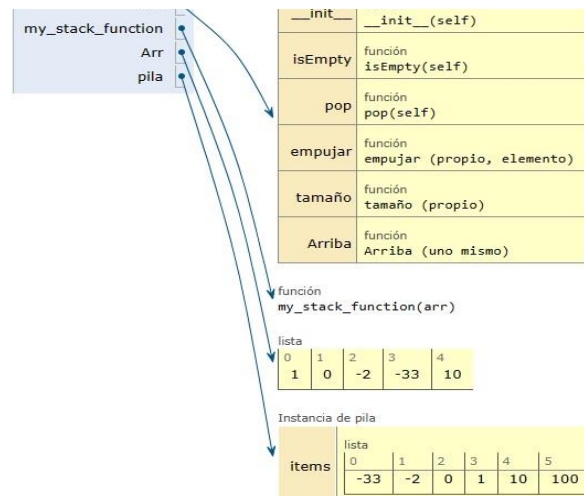 __init__
__init__(self)
my_stack_function
Arr
pila
isEmpty
función
isEmpty(self)
pop
función
pop(self)
empujar
función
empujar (propio, elemento)
tamaño
función
tamaño (propio)
Arriba
función
Arriba (uno mismo)
función
my_stack_function(arr)
lista
0 1 2 3 4
1 0 -2 -33 10
Instancia de pila
items
lista
0 1 2 3 4 5
-33 -2 0 1 10 100